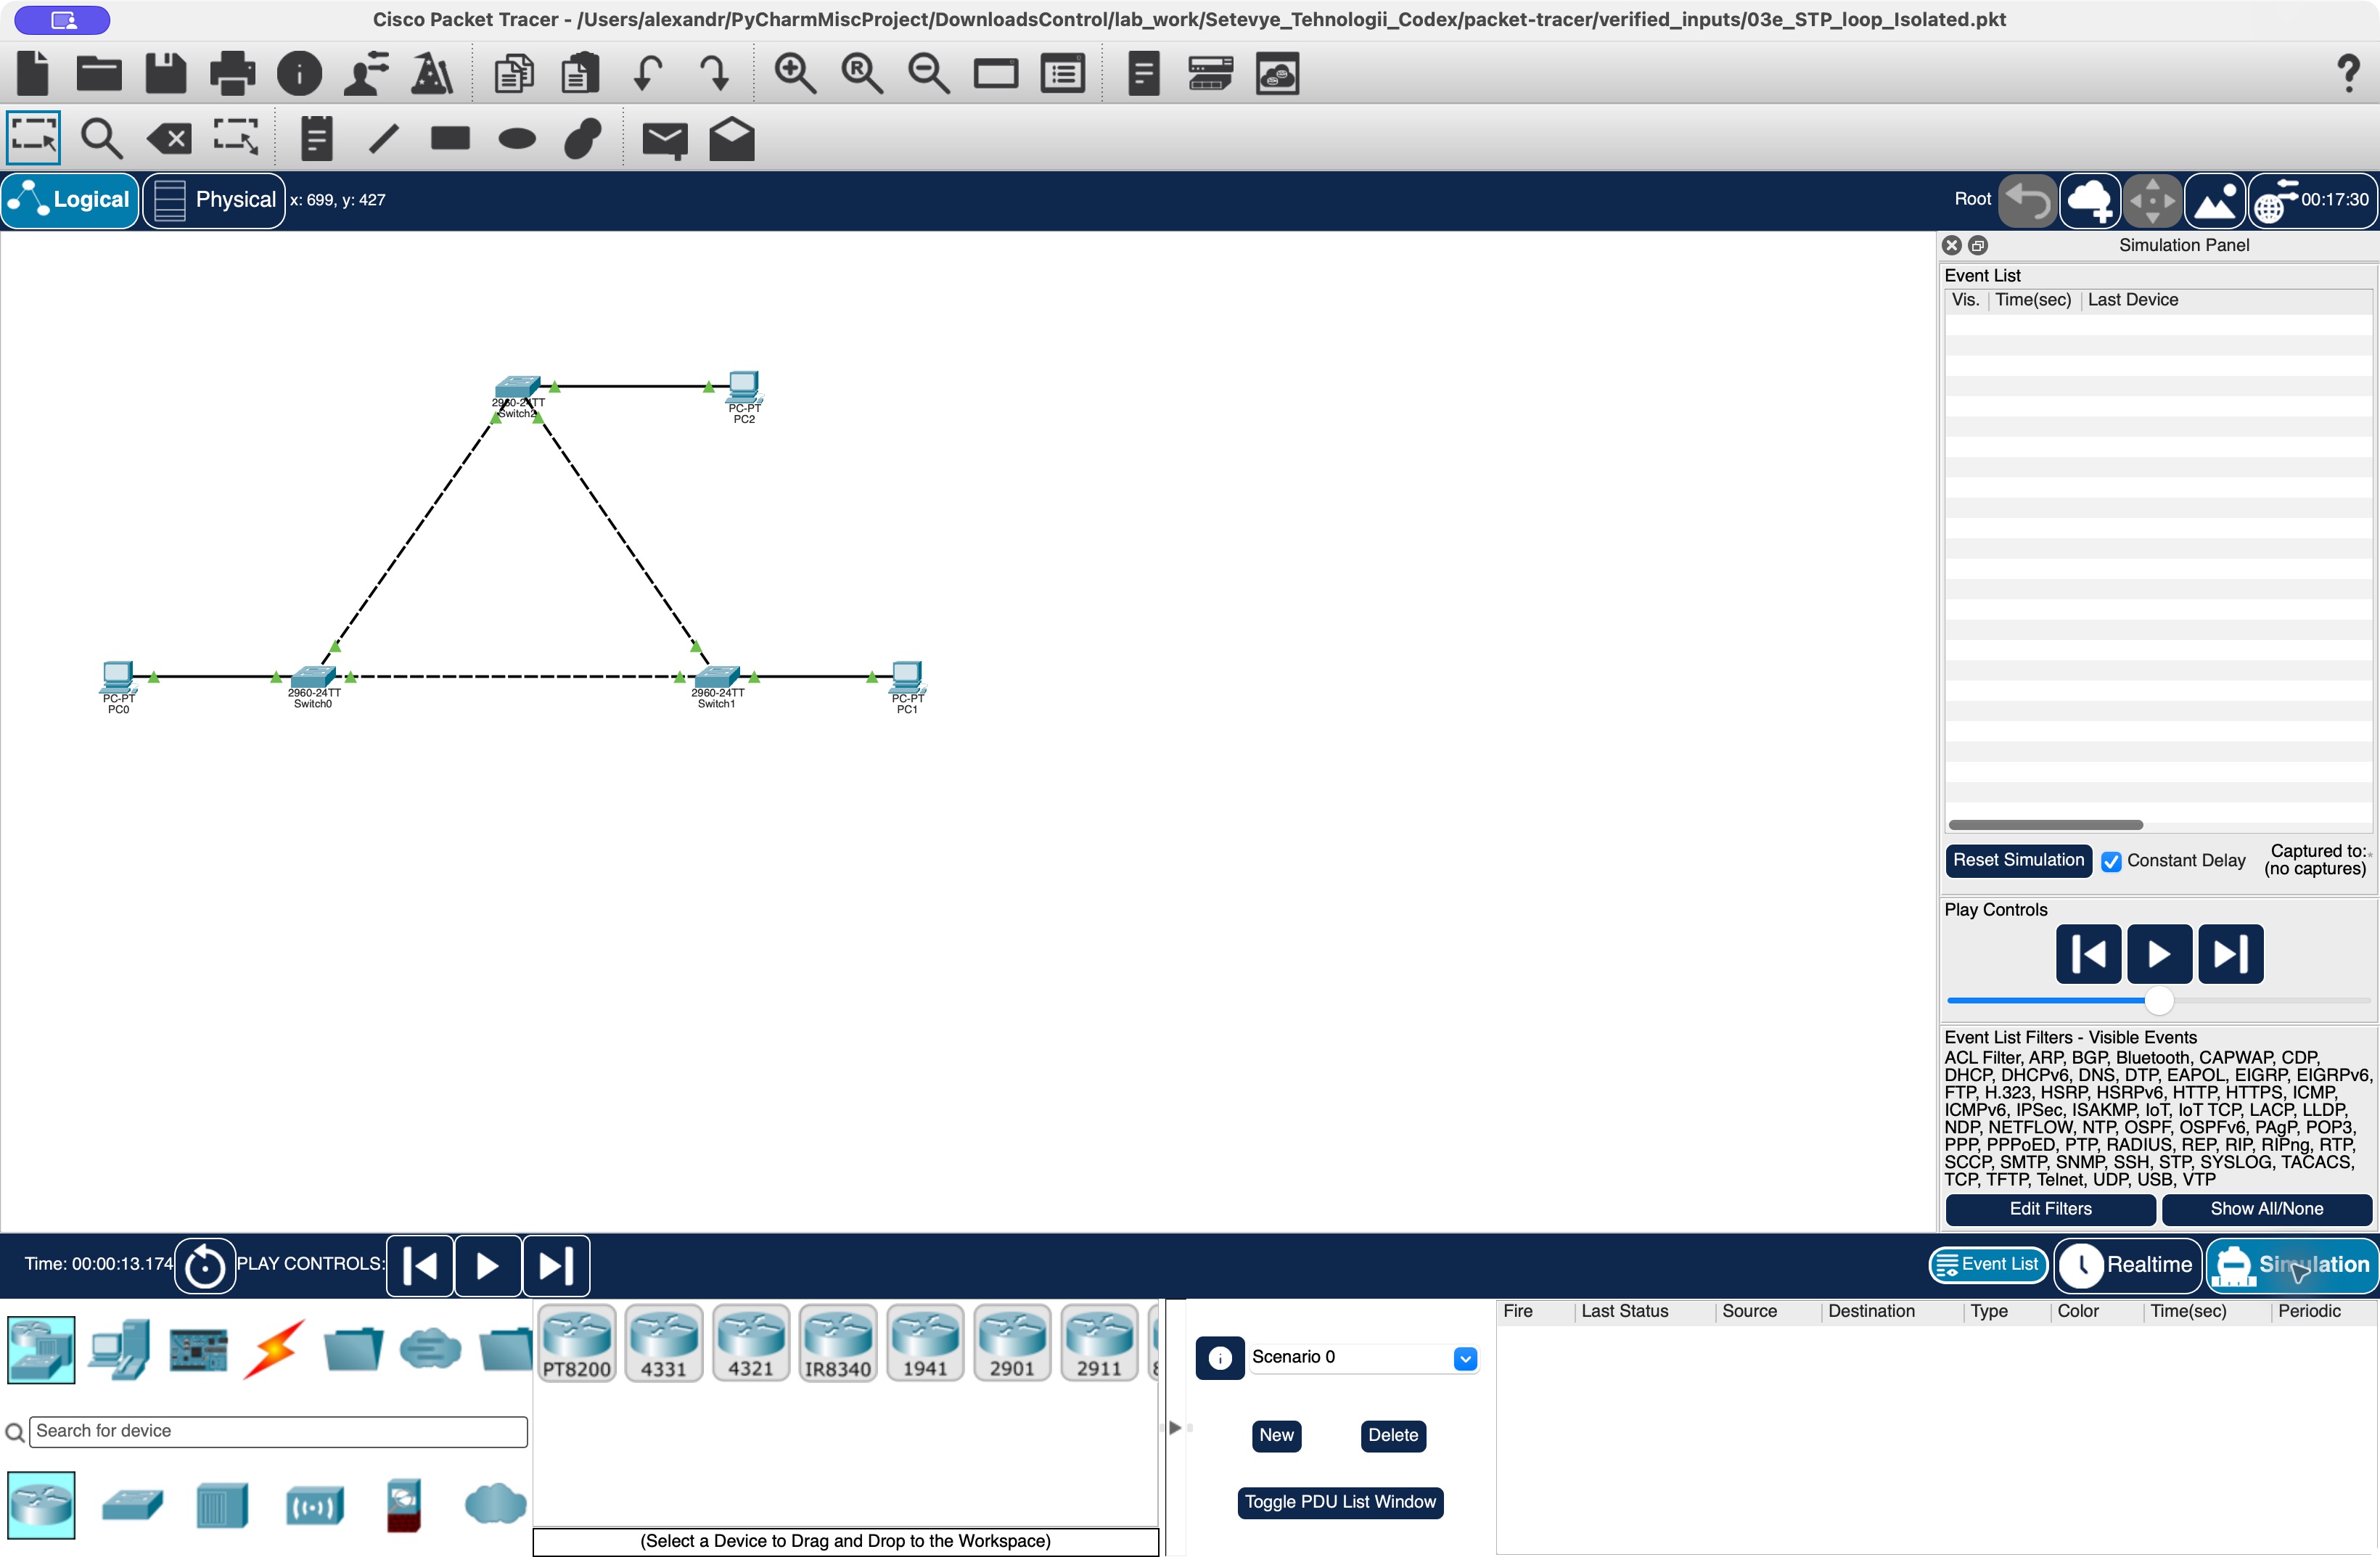 Cisco Packet Tracer - /Users/alexandr/PyCharmMiscProject/DownloadsControl/lab_work/Setevye_Tehnologii_Codex/packet-tracer/verified_inputs/03e_STP_loop_Isolated.pkt
Logical
Physical
x: 699, y: 427
Root
00:17:30
Simulation Panel
Event List
Vis. Time(sec) Last Device
2960-24TT
Switch2
PC-PT
PC2
PC-PT
PC0
2960-24TT
Switch0
2960-24TT
Switch1
PC-PT
PC1
Reset Simulation
Constant Delay
Captured to:
(no captures)
Play Controls
Event List Filters - Visible Events
ACL Filter, ARP, BGP, Bluetooth, CAPWAP, CDP,
DHCP, DHCPv6, DNS, DTP, EAPOL, EIGRP, EIGRPv6,
FTP, H.323, HSRP, HSRPv6, HTTP, HTTPS, ICMP,
ICMPv6, IPSec, ISAKMP, IoT, IoT TCP, LACP, LLDP,
NDP, NETFLOW, NTP, OSPF, OSPFv6, PAgP, POP3,
PPP, PPPoED, PTP, RADIUS, REP, RIP, RIPng, RTP,
SCCP, SMTP, SNMP, SSH, STP, SYSLOG, TACACS,
TCP, TFTP, Telnet, UDP, USB, VTP
Edit Filters
Show All/None
Time: 00:00:13.174
PLAY CONTROLS:
Event List
Realtime
Simulation
PT8200
4331
4321
IR8340
1941
2901
2911
Search for device
(Select a Device to Drag and Drop to the Workspace)
Scenario 0
New
Delete
Toggle PDU List Window
Fire Last Status Source Destination Type Color Time(sec) Periodic